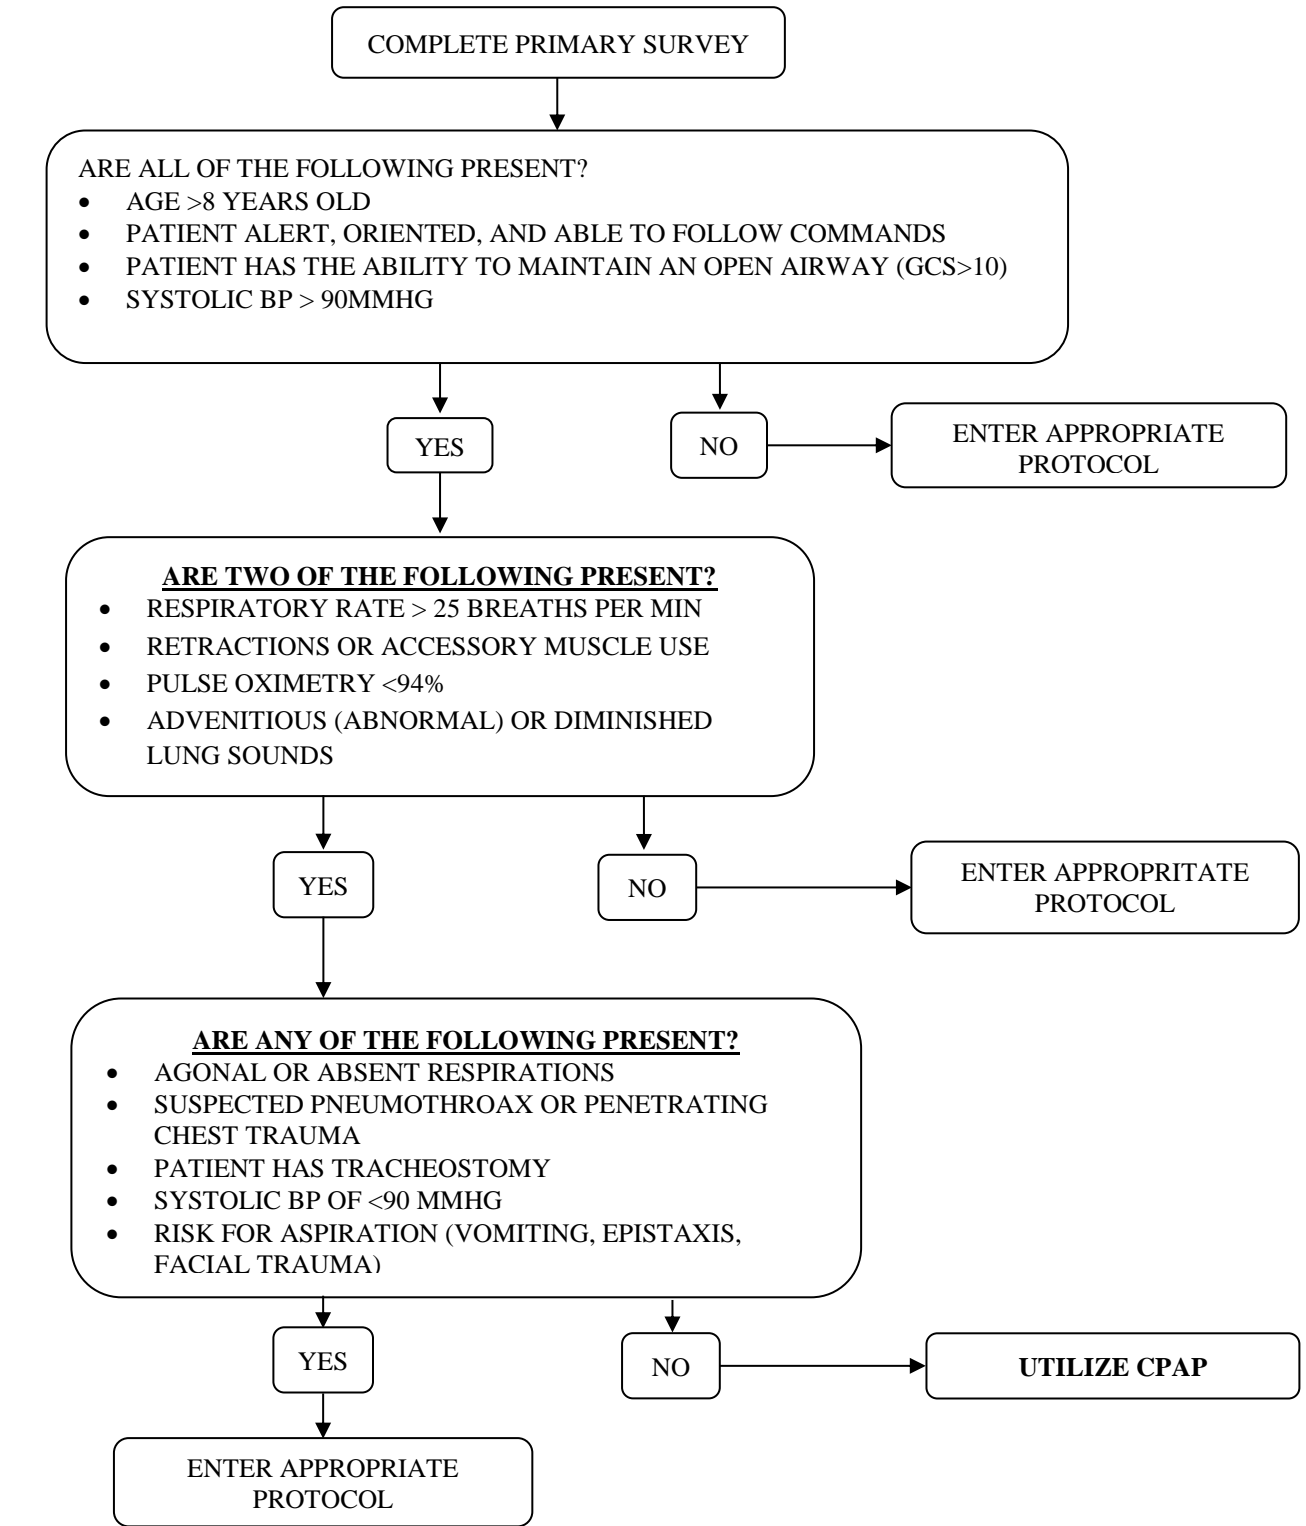 COMPLETE PRIMARY SURVEY
ARE ALL OF THE FOLLOWING PRESENT?
• AGE >8 YEARS OLD
• PATIENT ALERT, ORIENTED, AND ABLE TO FOLLOW COMMANDS
• PATIENT HAS THE ABILITY TO MAINTAIN AN OPEN AIRWAY (GCS>10)
• SYSTOLIC BP > 90MMHG
YES
NO
ENTER APPROPRIATE
PROTOCOL
ARE TWO OF THE FOLLOWING PRESENT?
• RESPIRATORY RATE > 25 BREATHS PER MIN
• RETRACTIONS OR ACCESSORY MUSCLE USE
• PULSE OXIMETRY <94%
• ADVENITIOUS (ABNORMAL) OR DIMINISHED
LUNG SOUNDS
YES
NO
ENTER APPROPRITATE
PROTOCOL
ARE ANY OF THE FOLLOWING PRESENT?
• AGONAL OR ABSENT RESPIRATIONS
• SUSPECTED PNEUMOTHROAX OR PENETRATING
CHEST TRAUMA
• PATIENT HAS TRACHEOSTOMY
• SYSTOLIC BP OF <90 MMHG
• RISK FOR ASPIRATION (VOMITING, EPISTAXIS,
FACIAL TRAUMA)
YES
NO
UTILIZE CPAP
ENTER APPROPRIATE
PROTOCOL